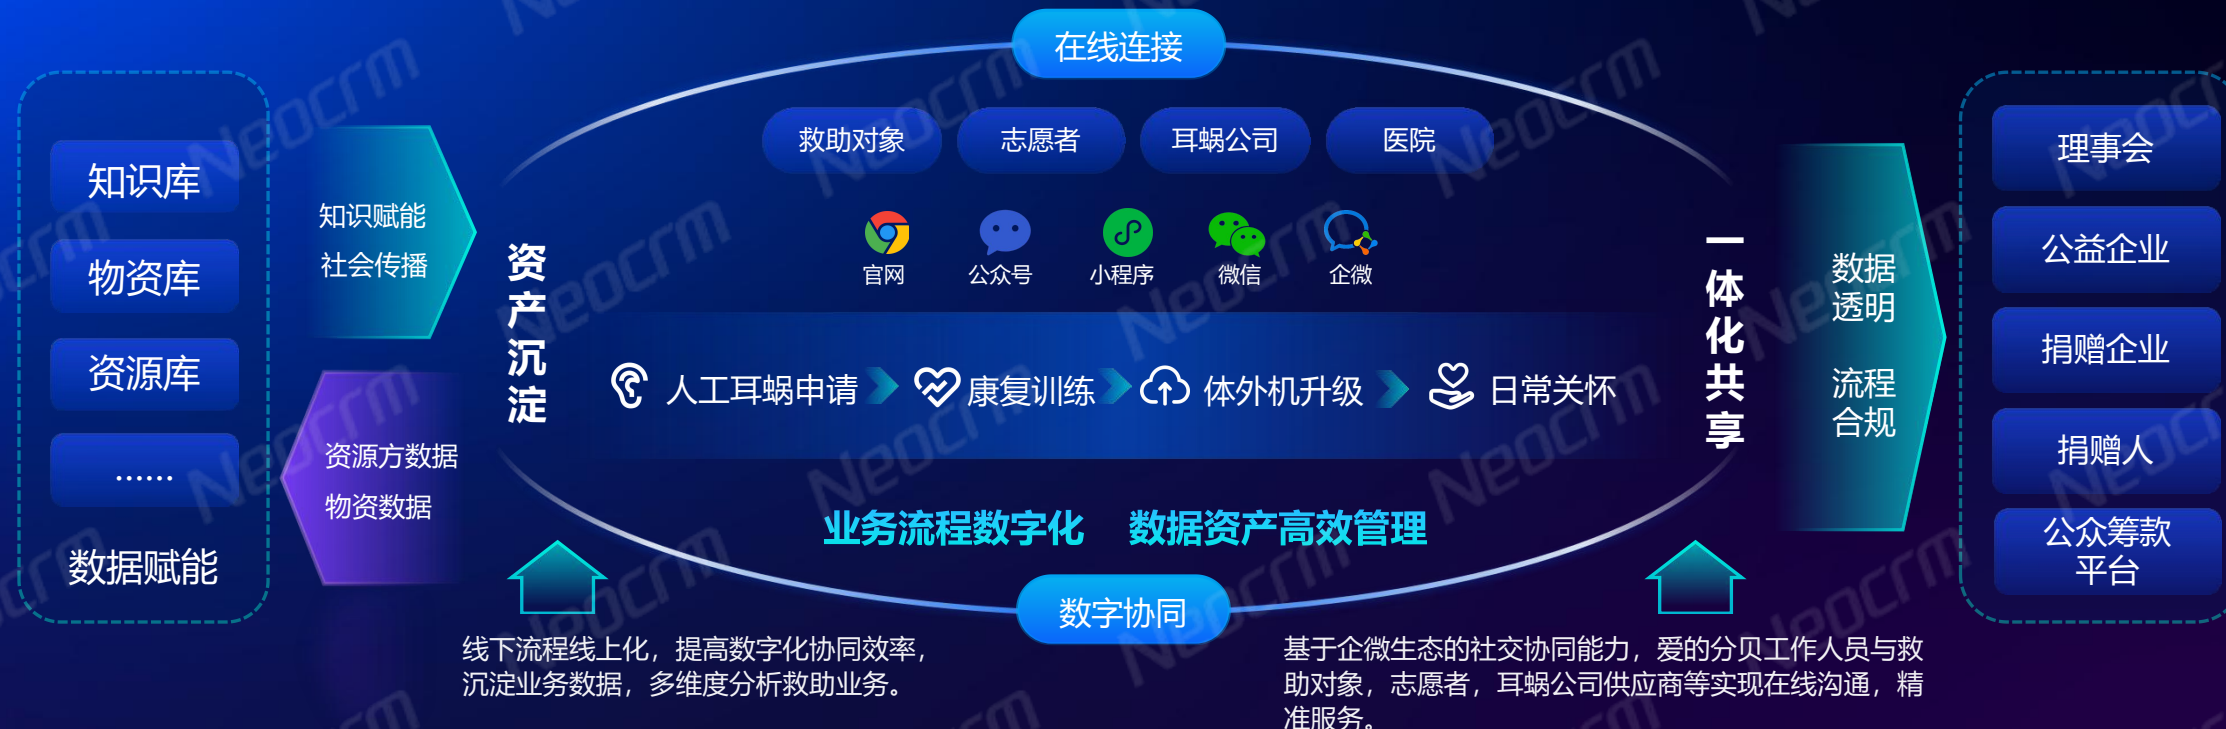 在线连接
救助对象
志愿者
耳蜗公司
医院
官网
公众号
小程序
微信
企微
知识库
物资库
资源库
······
数据赋能
知识赋能
社会传播
资源方数据
物资数据
资产沉淀
人工耳蜗申请
康复训练
体外机升级
日常关怀
业务流程数字化
数据资产高效管理
数字协同
一体化共享
数据
透明
流程
合规
理事会
公益企业
捐赠企业
捐赠人
公众筹款
平台
线下流程线上化，提高数字化协同效率，
沉淀业务数据，多维度分析救助业务。
基于企微生态的社交协同能力，爱的分贝工作人员与救
助对象，志愿者，耳蜗公司供应商等实现在线沟通，精
准服务。
Neocrm